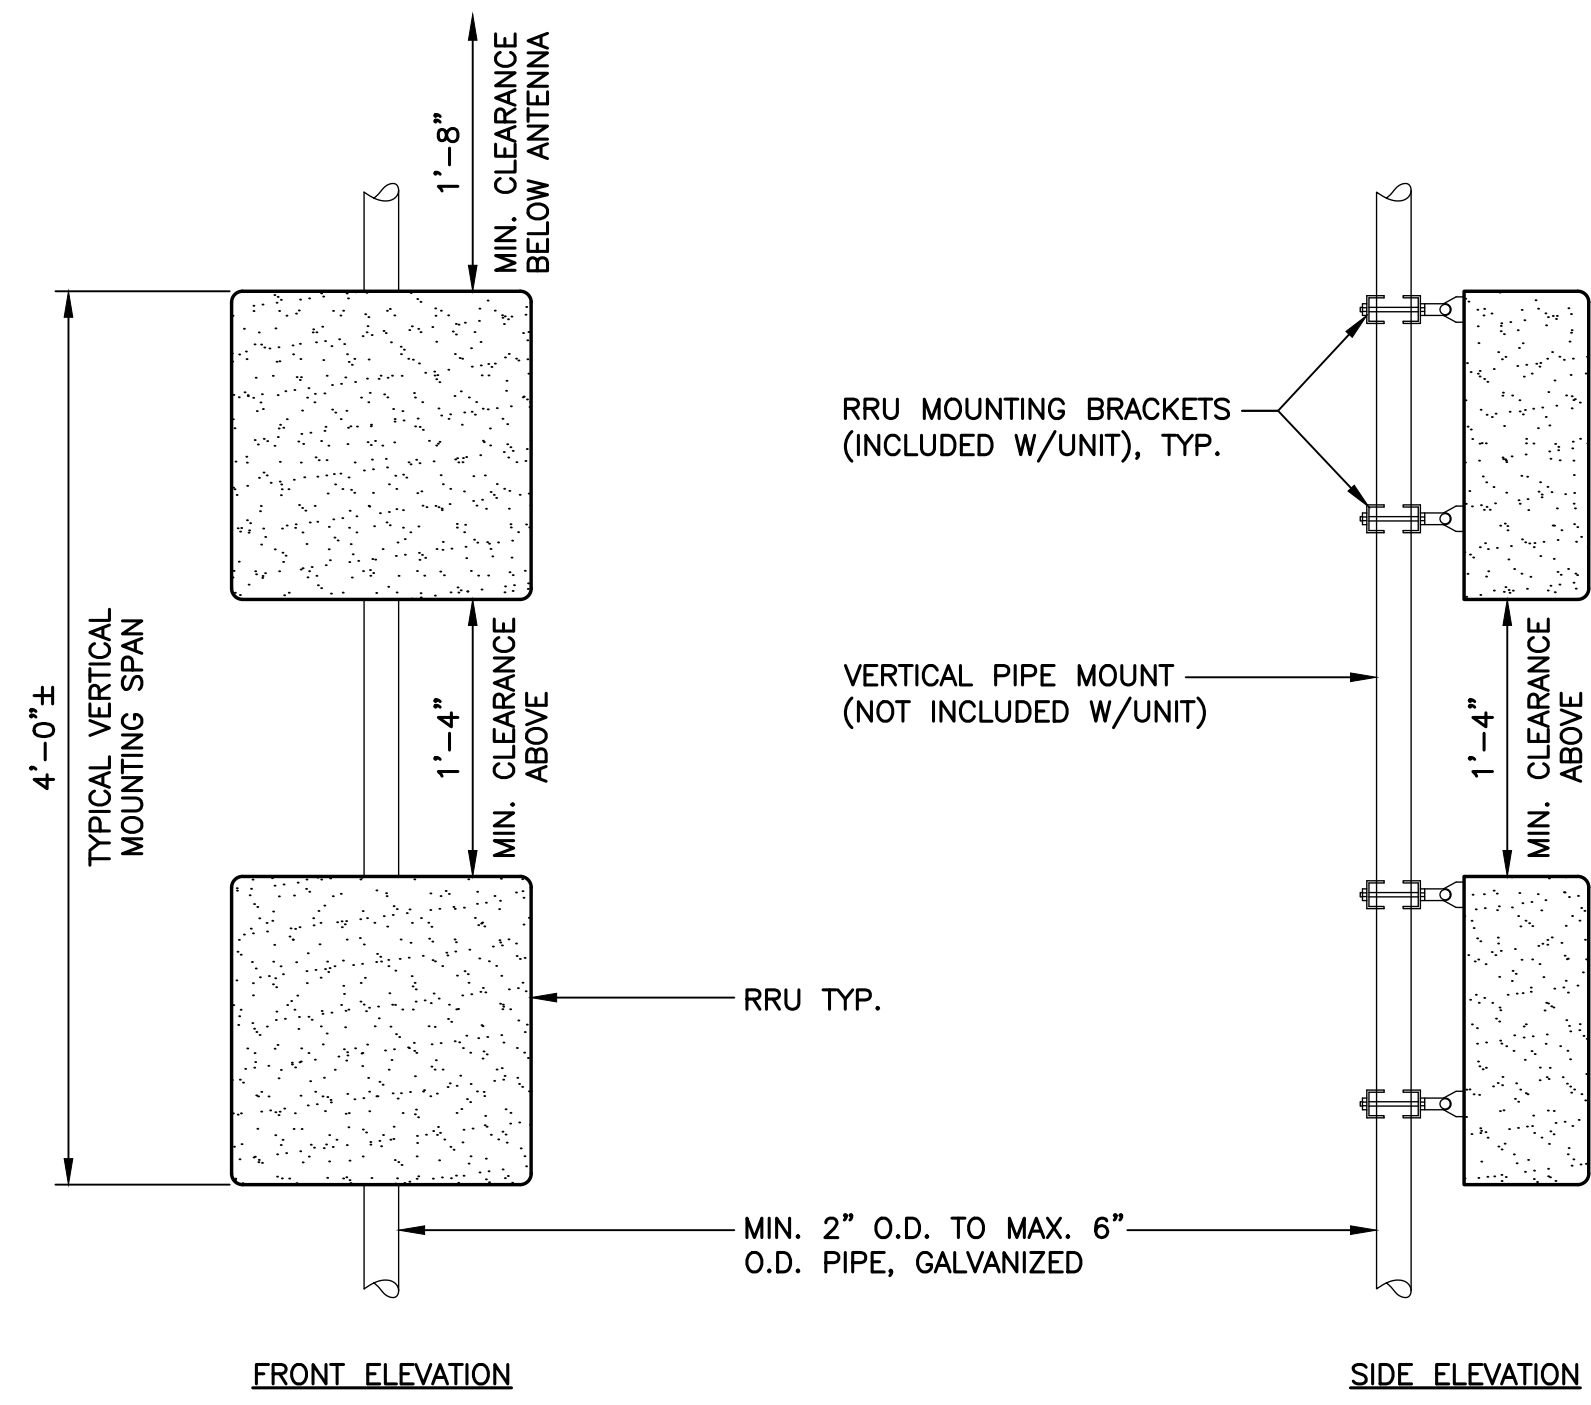 1'-8"
MIN. CLEARANCE
BELOW ANTENNA
4'-0"±
TYPICAL VERTICAL
MOUNTING SPAN
1'-4"
MIN. CLEARANCE
ABOVE
RRU MOUNTING BRACKETS
(INCLUDED W/UNIT), TYP.
VERTICAL PIPE MOUNT
(NOT INCLUDED W/UNIT)
1'-4"
MIN. CLEARANCE
ABOVE
RRU TYP.
MIN. 2" O.D. TO MAX. 6"
O.D. PIPE, GALVANIZED
FRONT ELEVATION
SIDE ELEVATION